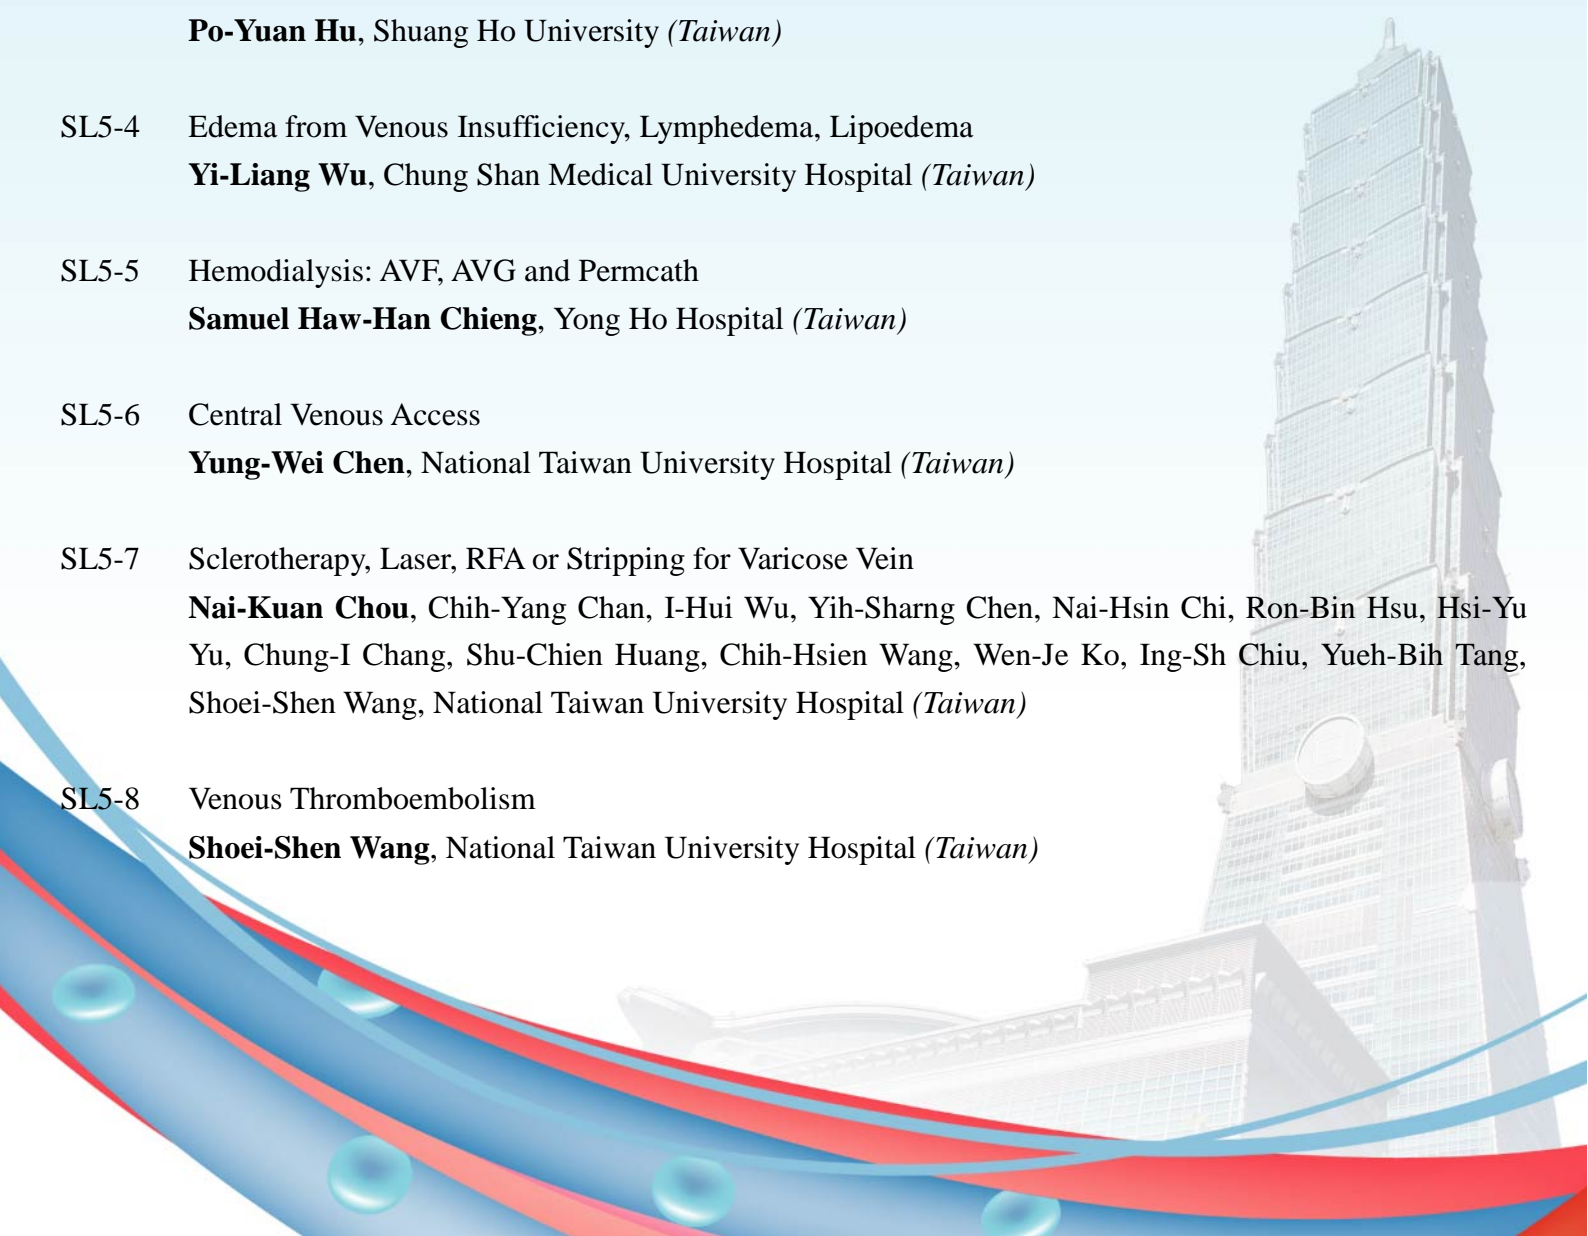 Po-Yuan Hu, Shuang Ho University (Taiwan)
SL5-4 Edema from Venous Insufficiency, Lymphedema, Lipoedema
Yi-Liang Wu, Chung Shan Medical University Hospital (Taiwan)
SL5-5 Hemodialysis: AVF, AVG and Permcath
Samuel Haw-Han Chieng, Yong Ho Hospital (Taiwan)
SL5-6 Central Venous Access
Yung-Wei Chen, National Taiwan University Hospital (Taiwan)
SL5-7 Sclerotherapy, Laser, RFA or Stripping for Varicose Vein
Nai-Kuan Chou, Chih-Yang Chan, I-Hui Wu, Yih-Sharng Chen, Nai-Hsin Chi, Ron-Bin Hsu, Hsi-Yu
Yu, Chung-I Chang, Shu-Chien Huang, Chih-Hsien Wang, Wen-Je Ko, Ing-Sh Chiu, Yueh-Bih Tang,
Shoei-Shen Wang, National Taiwan University Hospital (Taiwan)
SL5-8 Venous Thromboembolism
Shoei-Shen Wang, National Taiwan University Hospital (Taiwan)